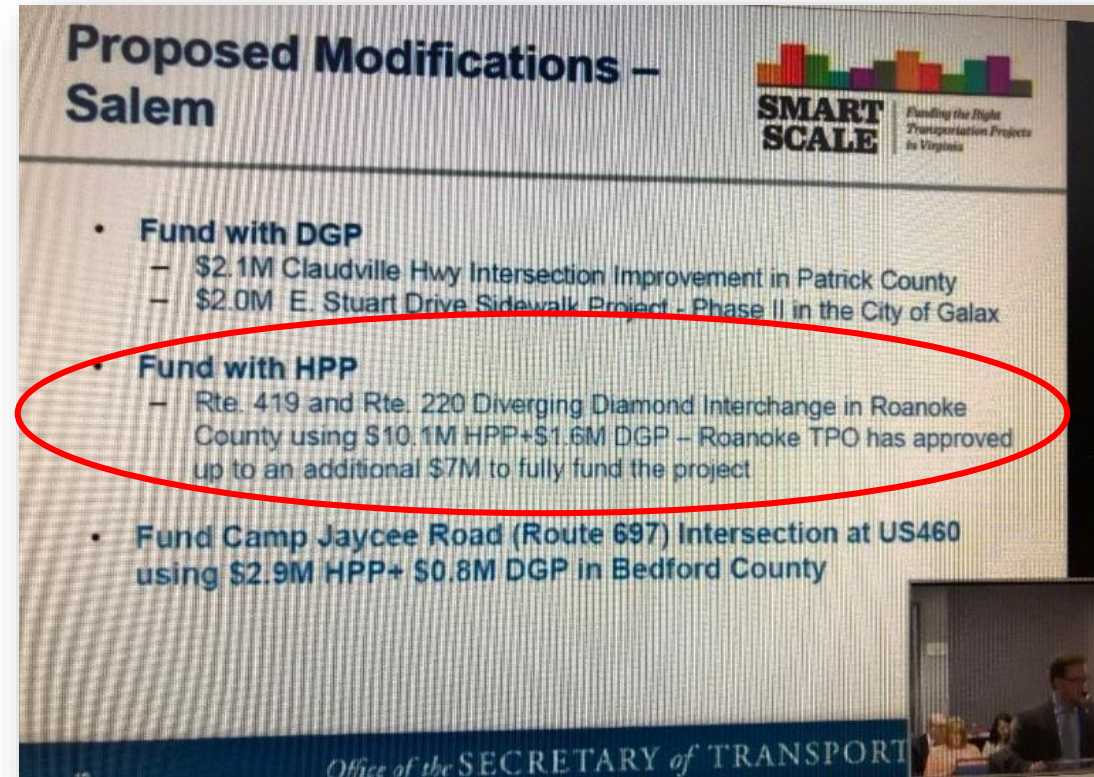 Proposed Modifications –
Salem
SMART
SCALE
Funding the Right
Transportation Projects
in Virginia
• Fund with DGP
– $2.1M Claudville Hwy Intersection Improvement in Patrick County
– $2.0M E. Stuart Drive Sidewalk Project - Phase II in the City of Galax
• Fund with HPP
– Rte. 419 and Rte. 220 Diverging Diamond Interchange in Roanoke
County using $10.1M HPP+$1.6M DGP – Roanoke TPO has approved
up to an additional $7M to fully fund the project
• Fund Camp Jaycee Road (Route 697) Intersection at US460
using $2.9M HPP+ $0.8M DGP in Bedford County
Office of the SECRETARY of TRANSPORT